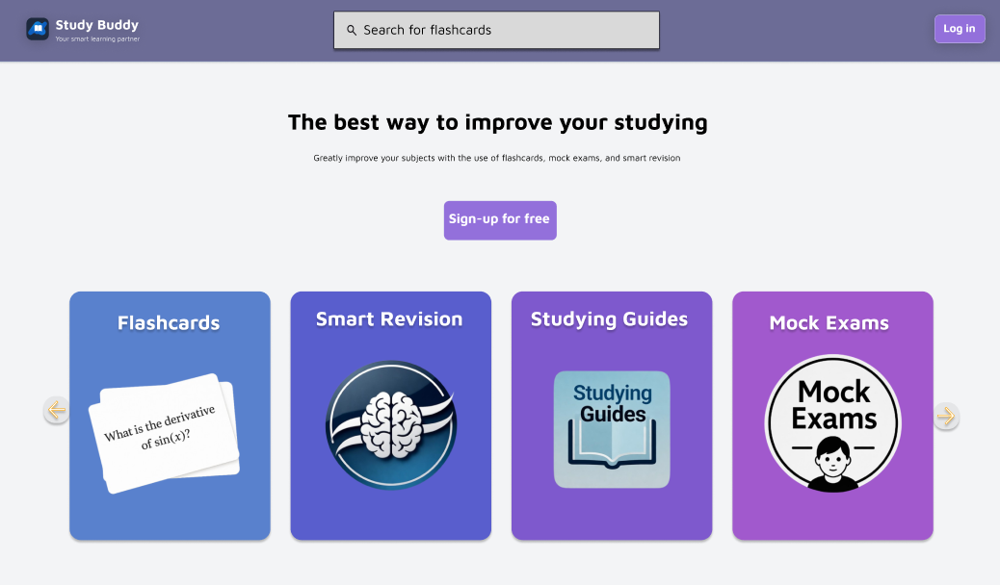 Study Buddy
Your smart learning partner
Search for flashcards
Log in
The best way to improve your studying
Greatly improve your subjects with the use of flashcards, mock exams, and smart revision
Sign-up for free
Flashcards
What is the derivative
of sin(x)?
Smart Revision
Studying Guides
Studying
Guides
Mock Exams
Mock
Exams